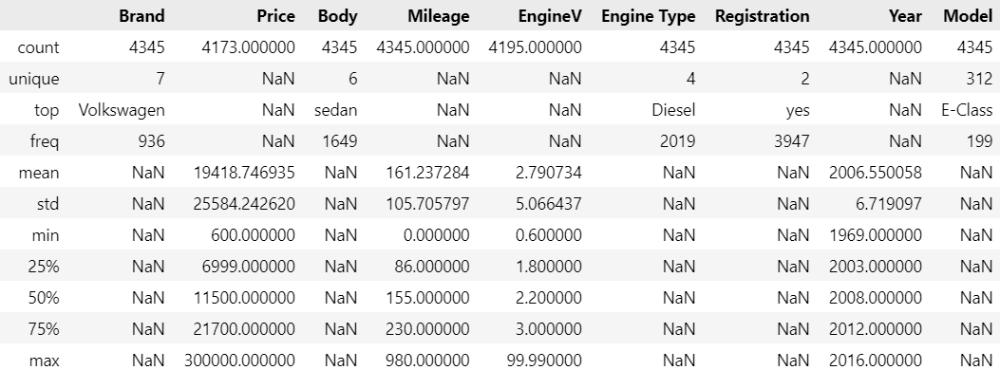 Brand Price Body Mileage EngineV Engine Type Registration Year Model
count 4345 4173.000000 4345 4345.000000 4195.000000 4345 4345 4345.000000 4345
unique 7 NaN 6 NaN NaN 4 2 NaN 312
top Volkswagen NaN sedan NaN NaN Diesel yes NaN E-Class
freq 936 NaN 1649 NaN NaN 2019 3947 NaN 199
mean NaN 19418.746935 NaN 161.237284 2.790734 NaN NaN 2006.550058 NaN
std NaN 25584.242620 NaN 105.705797 5.066437 NaN NaN 6.719097 NaN
min NaN 600.000000 NaN 0.000000 0.600000 NaN NaN 1969.000000 NaN
25% NaN 6999.000000 NaN 86.000000 1.800000 NaN NaN 2003.000000 NaN
50% NaN 11500.000000 NaN 155.000000 2.200000 NaN NaN 2008.000000 NaN
75% NaN 21700.000000 NaN 230.000000 3.000000 NaN NaN 2012.000000 NaN
max NaN 300000.000000 NaN 980.000000 99.990000 NaN NaN 2016.000000 NaN